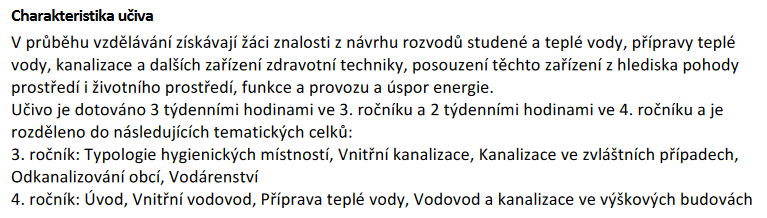 Charakteristika učiva
V průběhu vzdělávání získávají žáci znalosti z návrhu rozvodů studené a teplé vody, přípravy teplé
vody, kanalizace a dalších zařízení zdravotní techniky, posouzení těchto zařízení z hlediska pohody
prostředí i životního prostředí, funkce a provozu a úspor energie.
Učivo je dotováno 3 týdenními hodinami ve 3. ročníku a 2 týdenními hodinami ve 4. ročníku a je
rozděleno do následujících tematických celků:
3. ročník: Typologie hygienických místností, Vnitřní kanalizace, Kanalizace ve zvláštních případech,
Odkanalizování obcí, Vodárenství
4. ročník: Úvod, Vnitřní vodovod, Příprava teplé vody, Vodovod a kanalizace ve výškových budovách